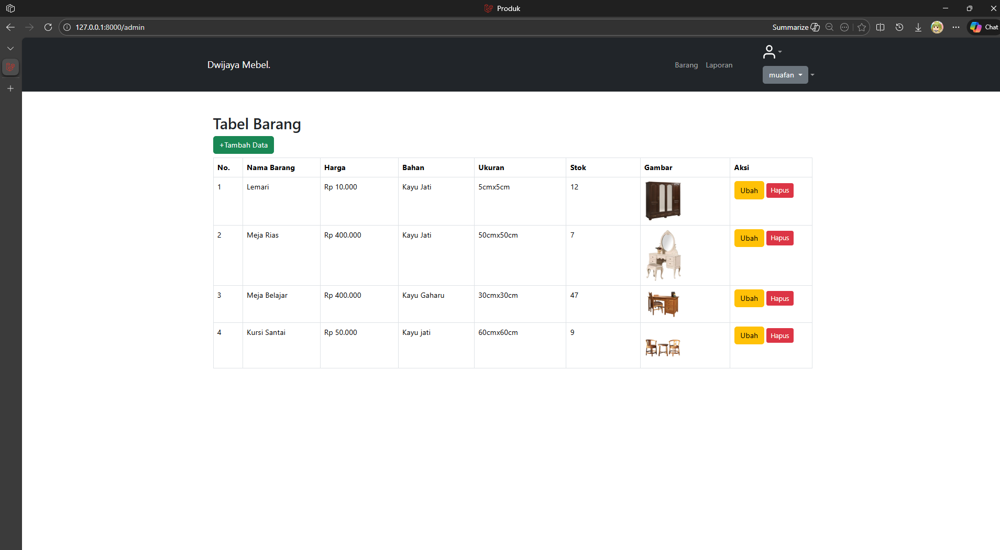 Produk
127.0.0.1:8000/admin
Summarize
Chat
Dwijaya Mebel.
Barang Laporan
muafan
Tabel Barang
+Tambah Data
No. Nama Barang Harga Bahan Ukuran Stok Gambar Aksi
1 Lemari Rp 10.000 Kayu Jati 5cmx5cm 12 Ubah Hapus
2 Meja Rias Rp 400.000 Kayu Jati 50cmx50cm 7 Ubah Hapus
3 Meja Belajar Rp 400.000 Kayu Gaharu 30cmx30cm 47 Ubah Hapus
4 Kursi Santai Rp 50.000 Kayu jati 60cmx60cm 9 Ubah Hapus